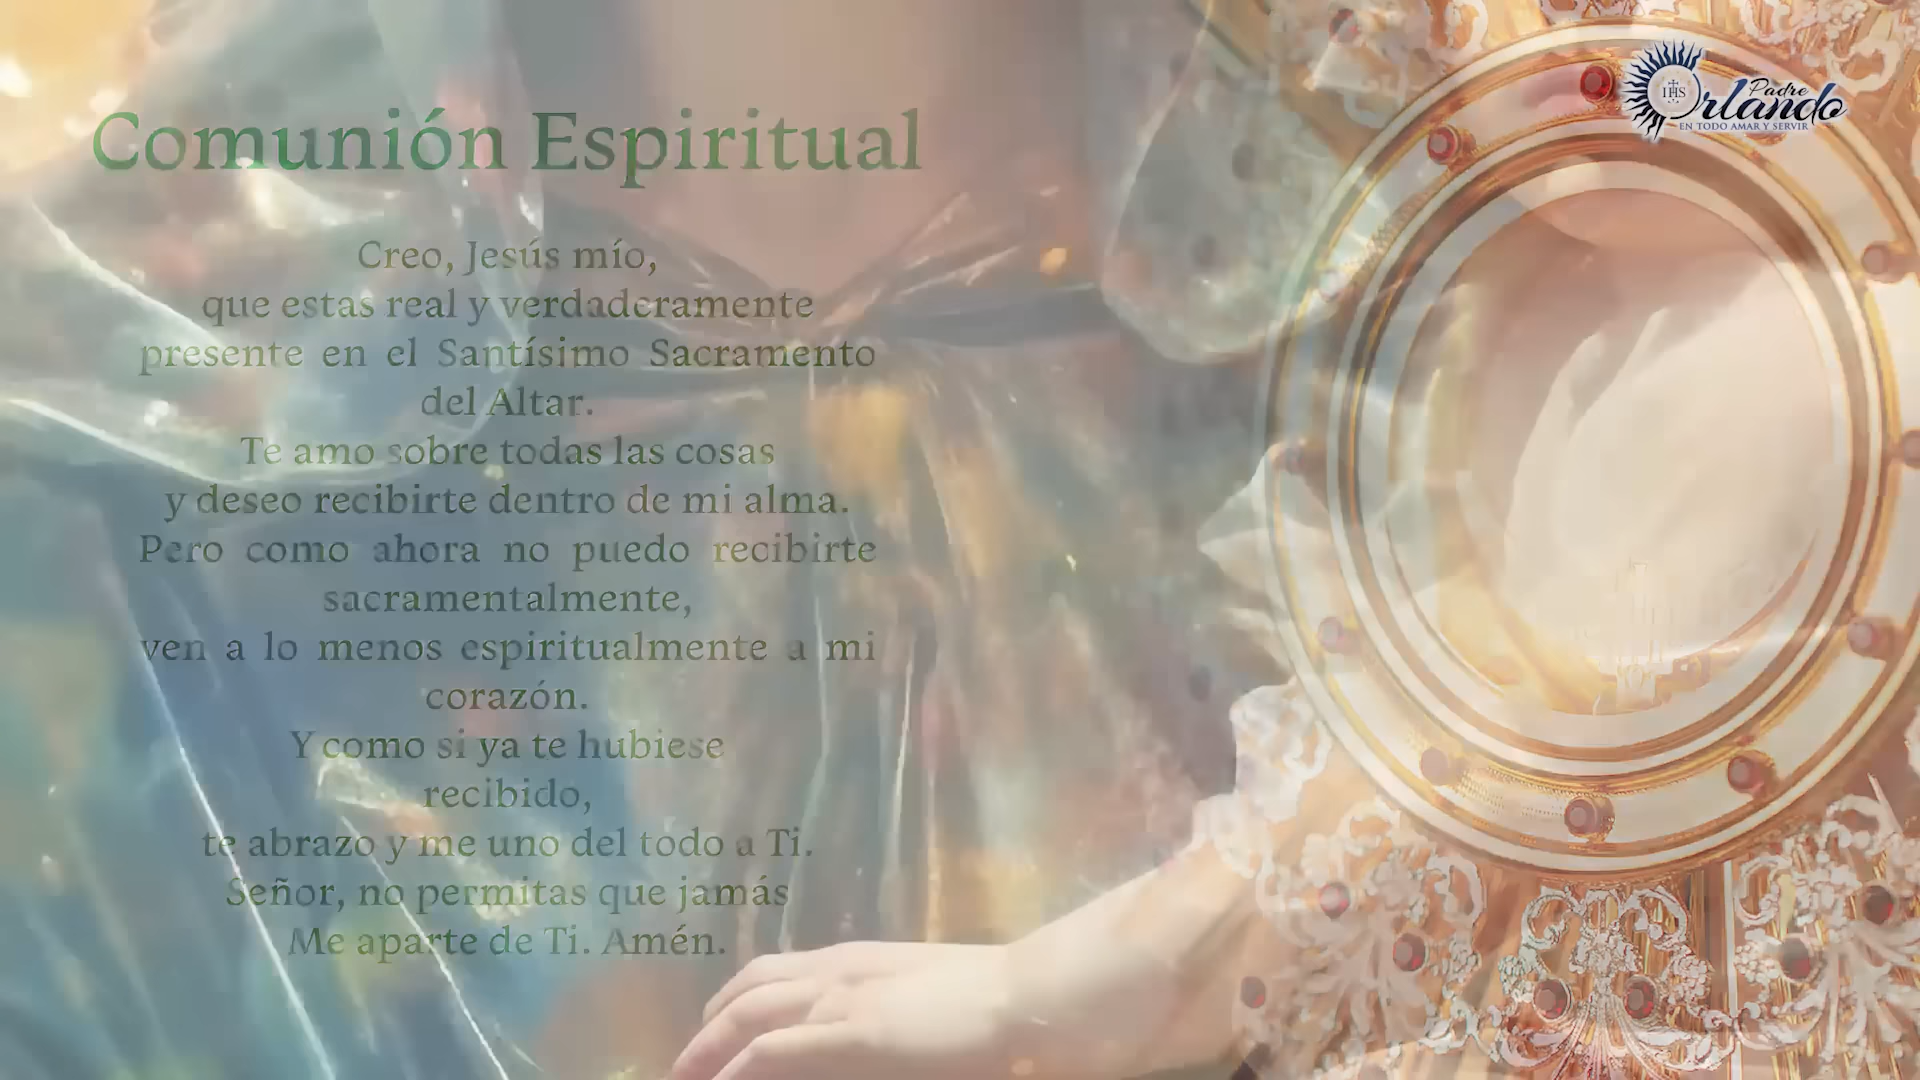 Comunión Espiritual
Creo, Jesús mío,
que estas real y verdaderamente
presente en el Santísimo Sacramento
del Altar.
Te amo sobre todas las cosas
y deseo recibirte dentro de mi alma.
Pero como ahora no puedo recibirte
sacramentalmente,
ven a lo menos espiritualmente a mi
corazón.
Y como si ya te hubiese
recibido,
te abrazo y me uno del todo a Ti.
Señor, no permitas que jamás
Me aparte de Ti. Amén.
IHS
Padre
Orlando
EN TODO AMAR Y SERVIR